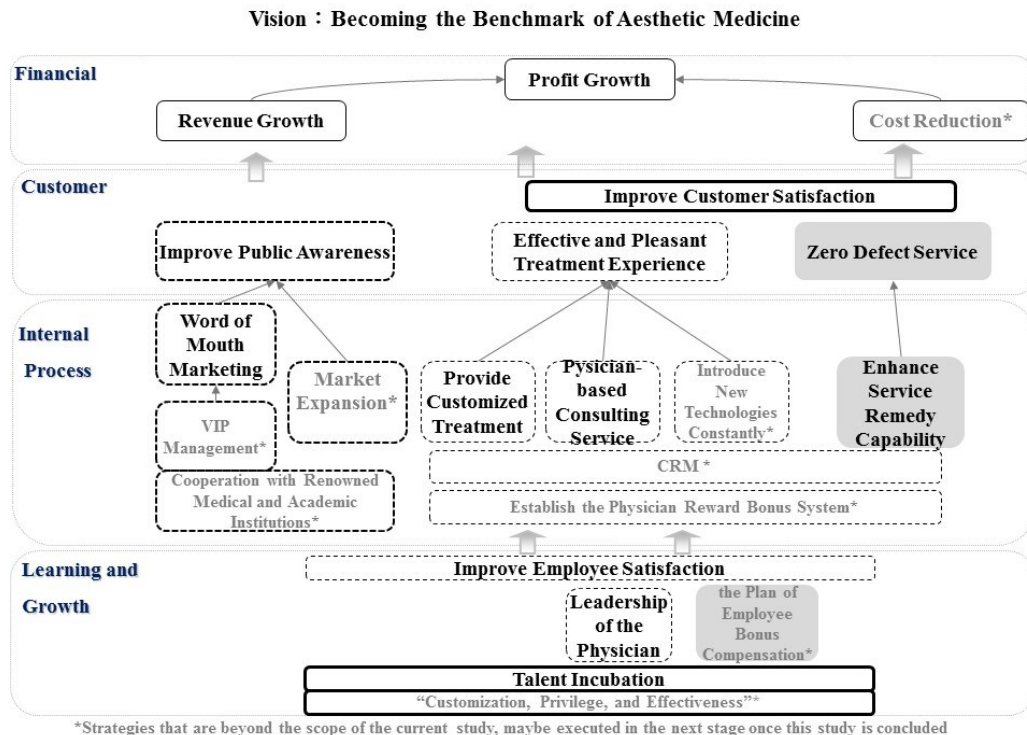 Vision：Becoming the Benchmark of Aesthetic Medicine
Financial
Profit Growth
Revenue Growth
Cost Reduction*
Customer
Improve Customer Satisfaction
Improve Public Awareness
Effective and Pleasant
Treatment Experience
Zero Defect Service
Internal
Process
Word of
Mouth
Marketing
Market
Expansion*
Provide
Customized
Treatment
Pysician-
based
Consulting
Service
Introduce
New
Technologies
Constantly*
Enhance
Service
Remedy
Capability
VIP
Management*
CRM *
Cooperation with Renowned
Medical and Academic
Institutions*
Establish the Physician Reward Bonus System*
Learning and
Growth
Improve Employee Satisfaction
Leadership
of the
Physician
the Plan of
Employee
Bonus
Compensation*
Talent Incubation
“Customization, Privilege, and Effectiveness”*
*Strategies that are beyond the scope of the current study, maybe executed in the next stage once this study is concluded